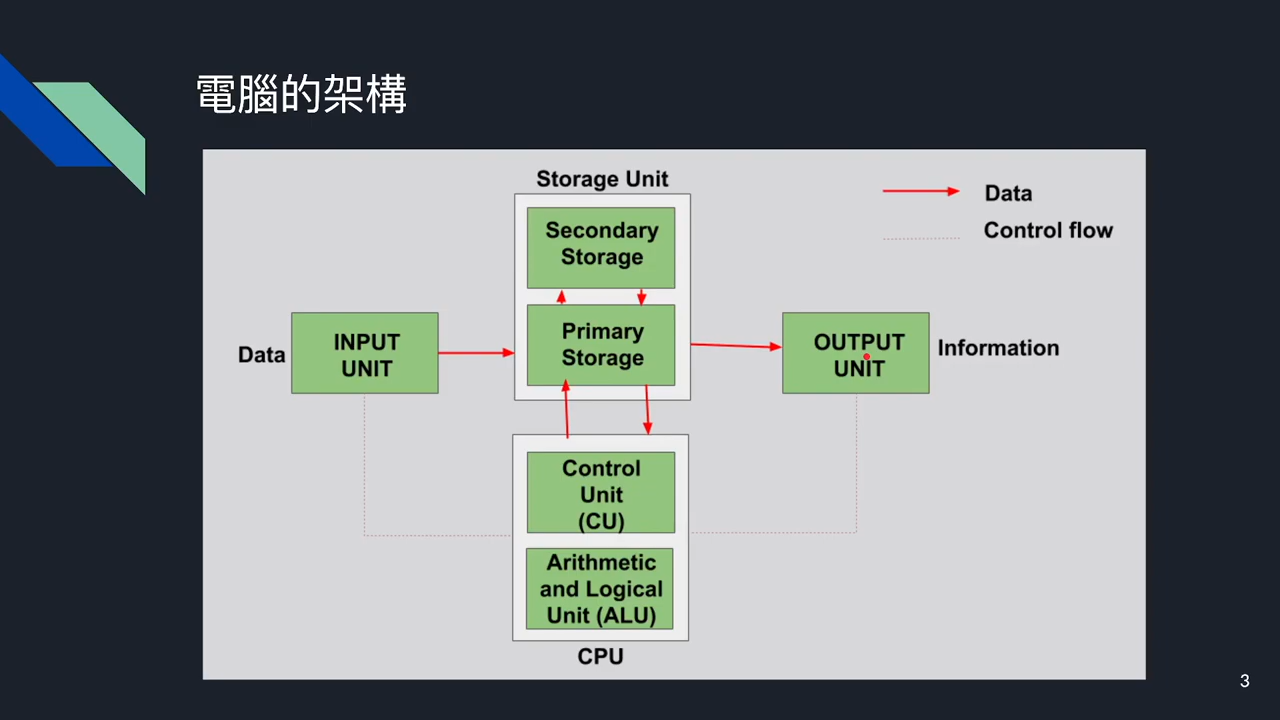 電腦的架構
Storage Unit
Secondary
Storage
Primary
Storage
Data
Control flow
Data
INPUT
UNIT
OUTPUT
UNIT
Information
Control
Unit
(CU)
Arithmetic
and Logical
Unit (ALU)
CPU
3